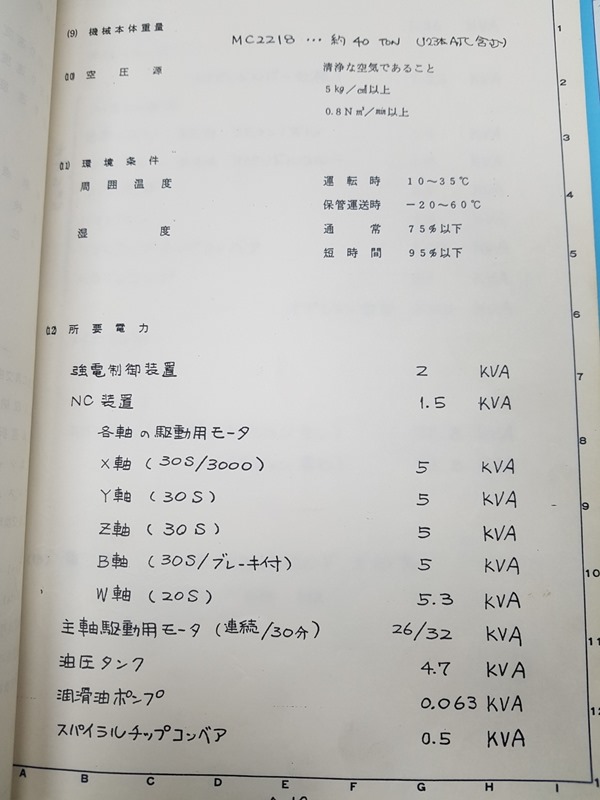 (9) 機械本体重量
MC2218 … 約 40 TON (123本ATC含む)
(10) 空圧源 清浄な空気であること
5kg／㎠以上
0.8Nm³／min以上
(11) 環境条件
周囲温度 運転時 10～35℃
保管運送時 −20～60℃
湿度 通常 75%以下
短時間 95%以下
(12) 所要電力
強電制御装置 2 KVA
NC装置 1.5 KVA
各軸の駆動用モータ
X軸 (30S/3000) 5 KVA
Y軸 (30S) 5 KVA
Z軸 (30S) 5 KVA
B軸 (30S/ブレーキ付) 5 KVA
W軸 (20S) 5.3 KVA
主軸駆動用モータ (連続/30分) 26/32 KVA
油圧タンク 4.7 KVA
潤滑油ポンプ 0.063 KVA
スパイラルチップコンベア 0.5 KVA
1
2
3
4
5
6
7
8
9
10
11
12
A B C D E F G H I